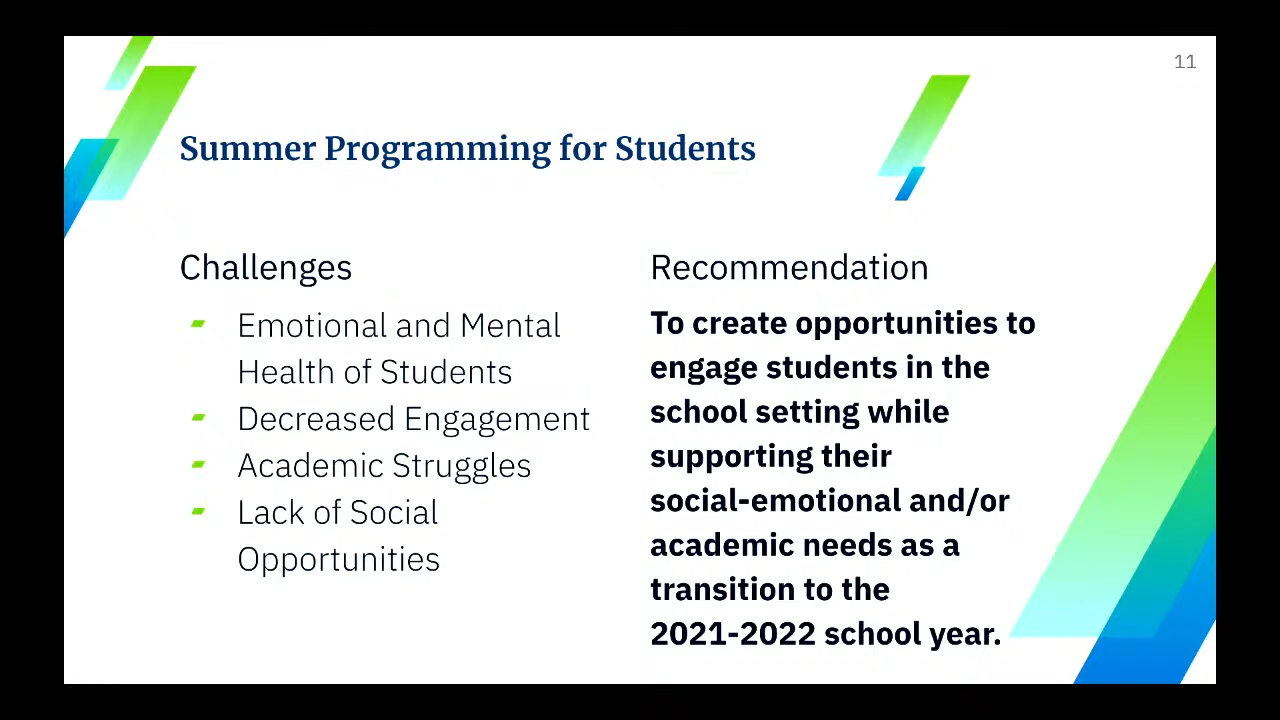 11
Summer Programming for Students
Challenges
Emotional and Mental
Health of Students
Decreased Engagement
Academic Struggles
Lack of Social
Opportunities
Recommendation
To create opportunities to
engage students in the
school setting while
supporting their
social-emotional and/or
academic needs as a
transition to the
2021-2022 school year.